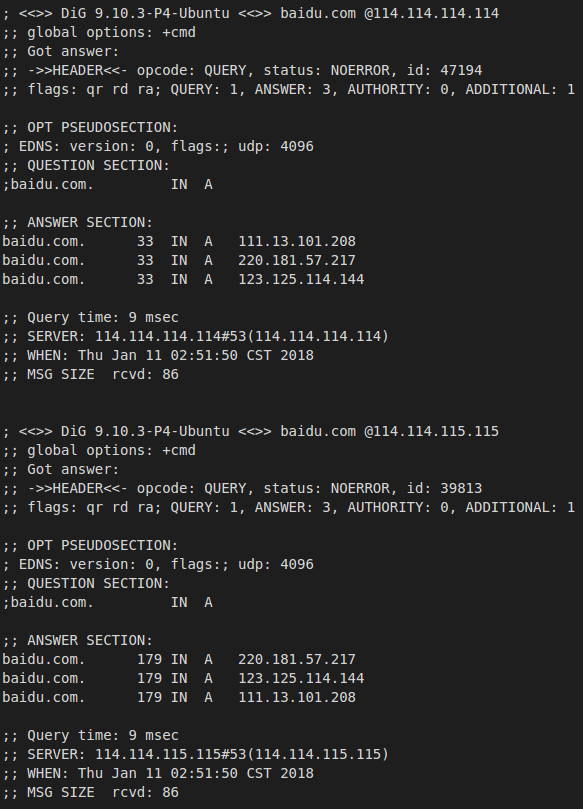 ; <<>> DiG 9.10.3-P4-Ubuntu <<>> baidu.com @114.114.114.114
;; global options: +cmd
;; Got answer:
;; ->>HEADER<<- opcode: QUERY, status: NOERROR, id: 47194
;; flags: qr rd ra; QUERY: 1, ANSWER: 3, AUTHORITY: 0, ADDITIONAL: 1

;; OPT PSEUDOSECTION:
; EDNS: version: 0, flags:; udp: 4096
;; QUESTION SECTION:
;baidu.com.         IN  A

;; ANSWER SECTION:
baidu.com.      33  IN  A   111.13.101.208
baidu.com.      33  IN  A   220.181.57.217
baidu.com.      33  IN  A   123.125.114.144

;; Query time: 9 msec
;; SERVER: 114.114.114.114#53(114.114.114.114)
;; WHEN: Thu Jan 11 02:51:50 CST 2018
;; MSG SIZE  rcvd: 86


; <<>> DiG 9.10.3-P4-Ubuntu <<>> baidu.com @114.114.115.115
;; global options: +cmd
;; Got answer:
;; ->>HEADER<<- opcode: QUERY, status: NOERROR, id: 39813
;; flags: qr rd ra; QUERY: 1, ANSWER: 3, AUTHORITY: 0, ADDITIONAL: 1

;; OPT PSEUDOSECTION:
; EDNS: version: 0, flags:; udp: 4096
;; QUESTION SECTION:
;baidu.com.         IN  A

;; ANSWER SECTION:
baidu.com.      179 IN  A   220.181.57.217
baidu.com.      179 IN  A   123.125.114.144
baidu.com.      179 IN  A   111.13.101.208

;; Query time: 9 msec
;; SERVER: 114.114.115.115#53(114.114.115.115)
;; WHEN: Thu Jan 11 02:51:50 CST 2018
;; MSG SIZE  rcvd: 86